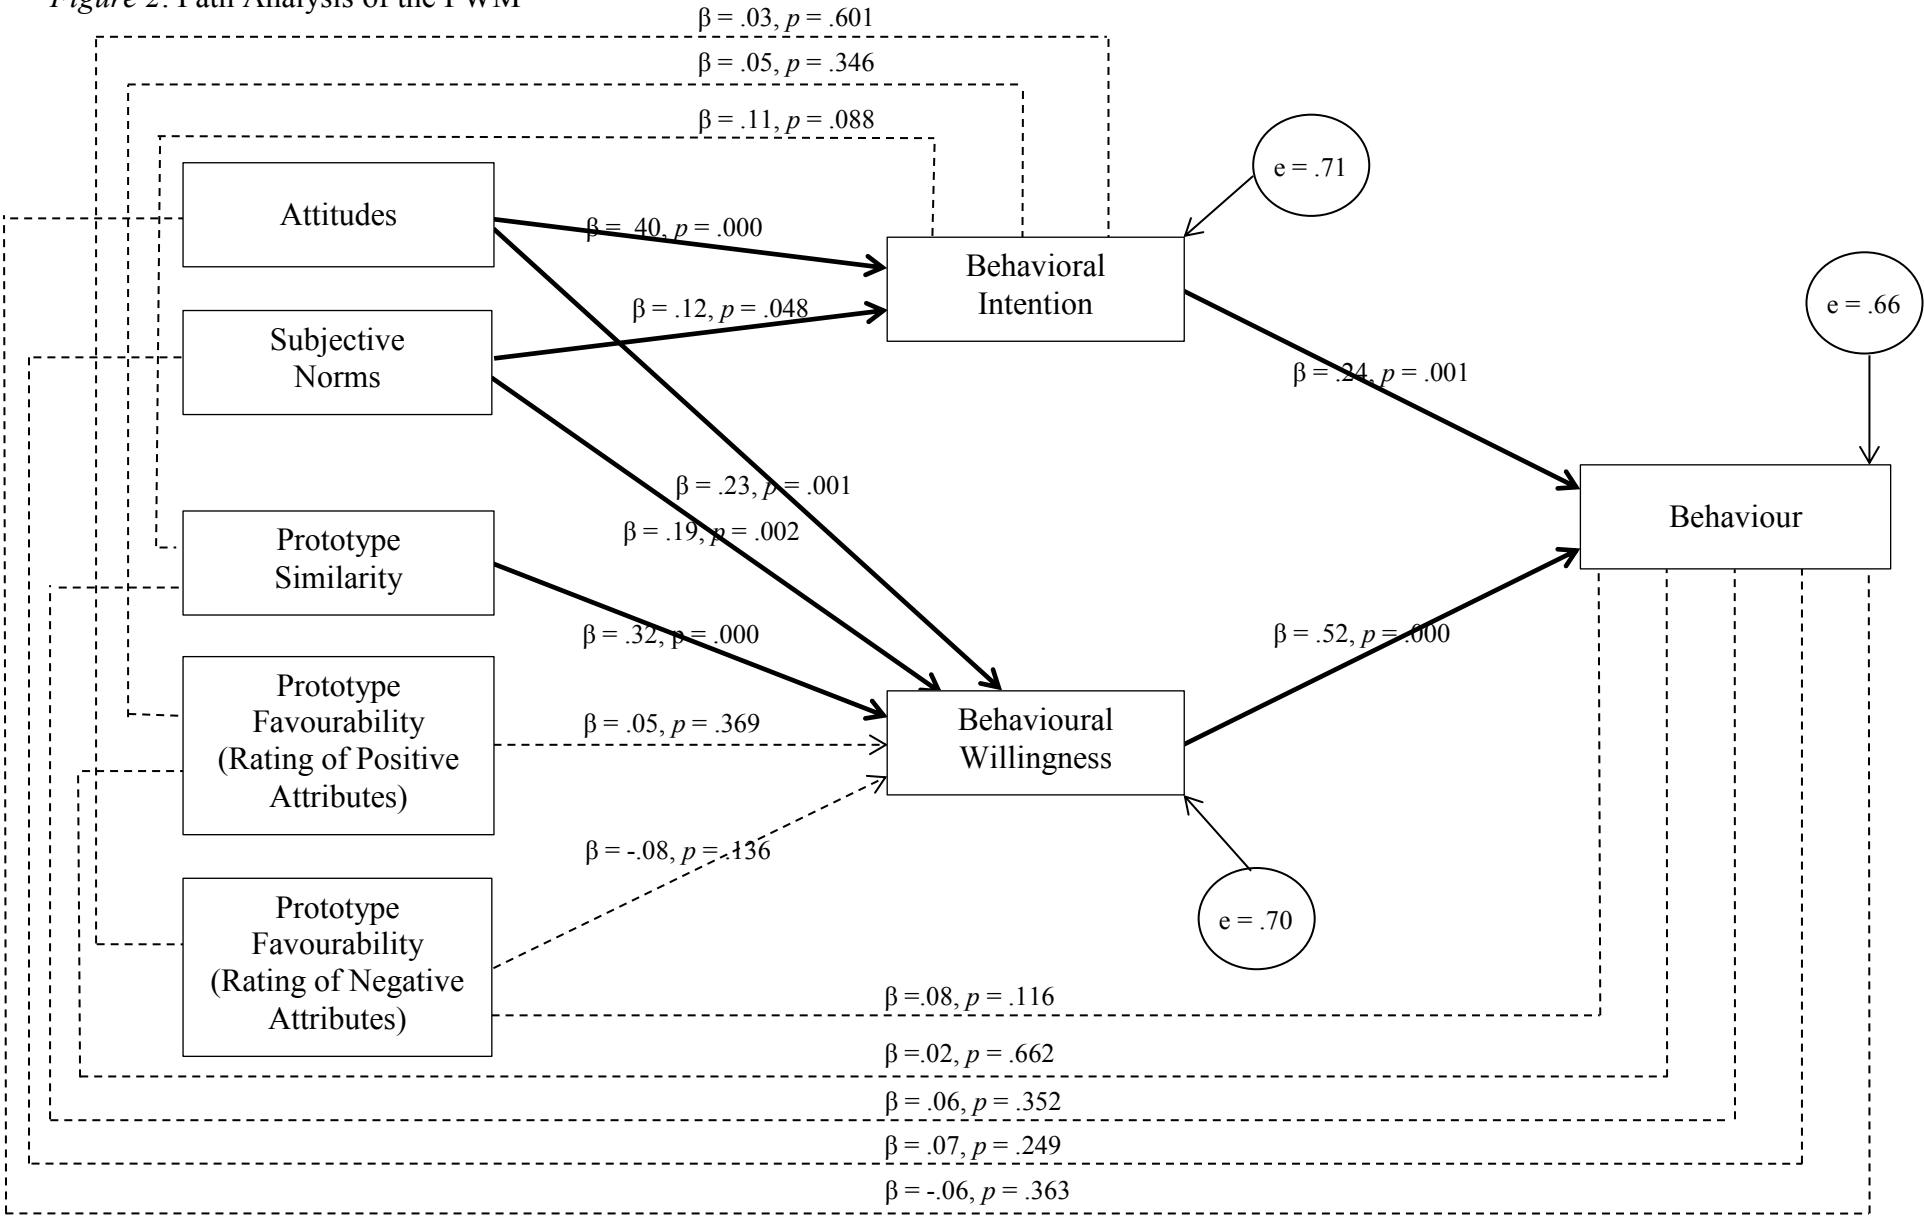 Figure 2. Path Analysis of the PWM
β = .03, p = .601
β = .05, p = .346
β = .11, p = .088
e = .71
Attitudes
β = .40, p = .000
Behavioral
Intention
e = .66
β = .12, p = .048
Subjective
Norms
β = .24, p = .001
β = .23, p = .001
Behaviour
β = .19, p = .002
Prototype
Similarity
β = .32, p = .000
β = .52, p = .000
Prototype
Favourability
(Rating of Positive
Attributes)
β = .05, p = .369
Behavioural
Willingness
β = -.08, p = .136
e = .70
Prototype
Favourability
(Rating of Negative
Attributes)
β =.08, p = .116
β =.02, p = .662
β = .06, p = .352
β = .07, p = .249
β = -.06, p = .363